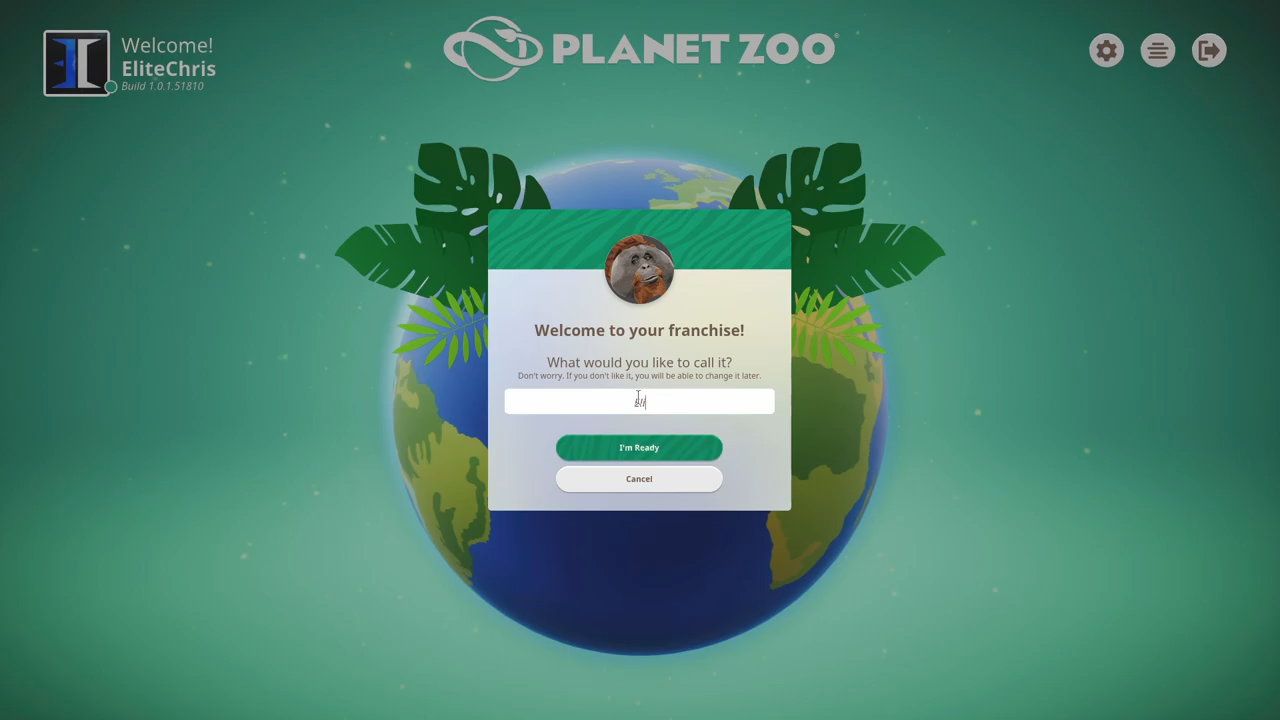 Welcome!
EliteChris
Build 1.0.1.51810
PLANET ZOO
Welcome to your franchise!
What would you like to call it?
Don't worry. If you don't like it, you will be able to change it later.
I'm Ready
Cancel